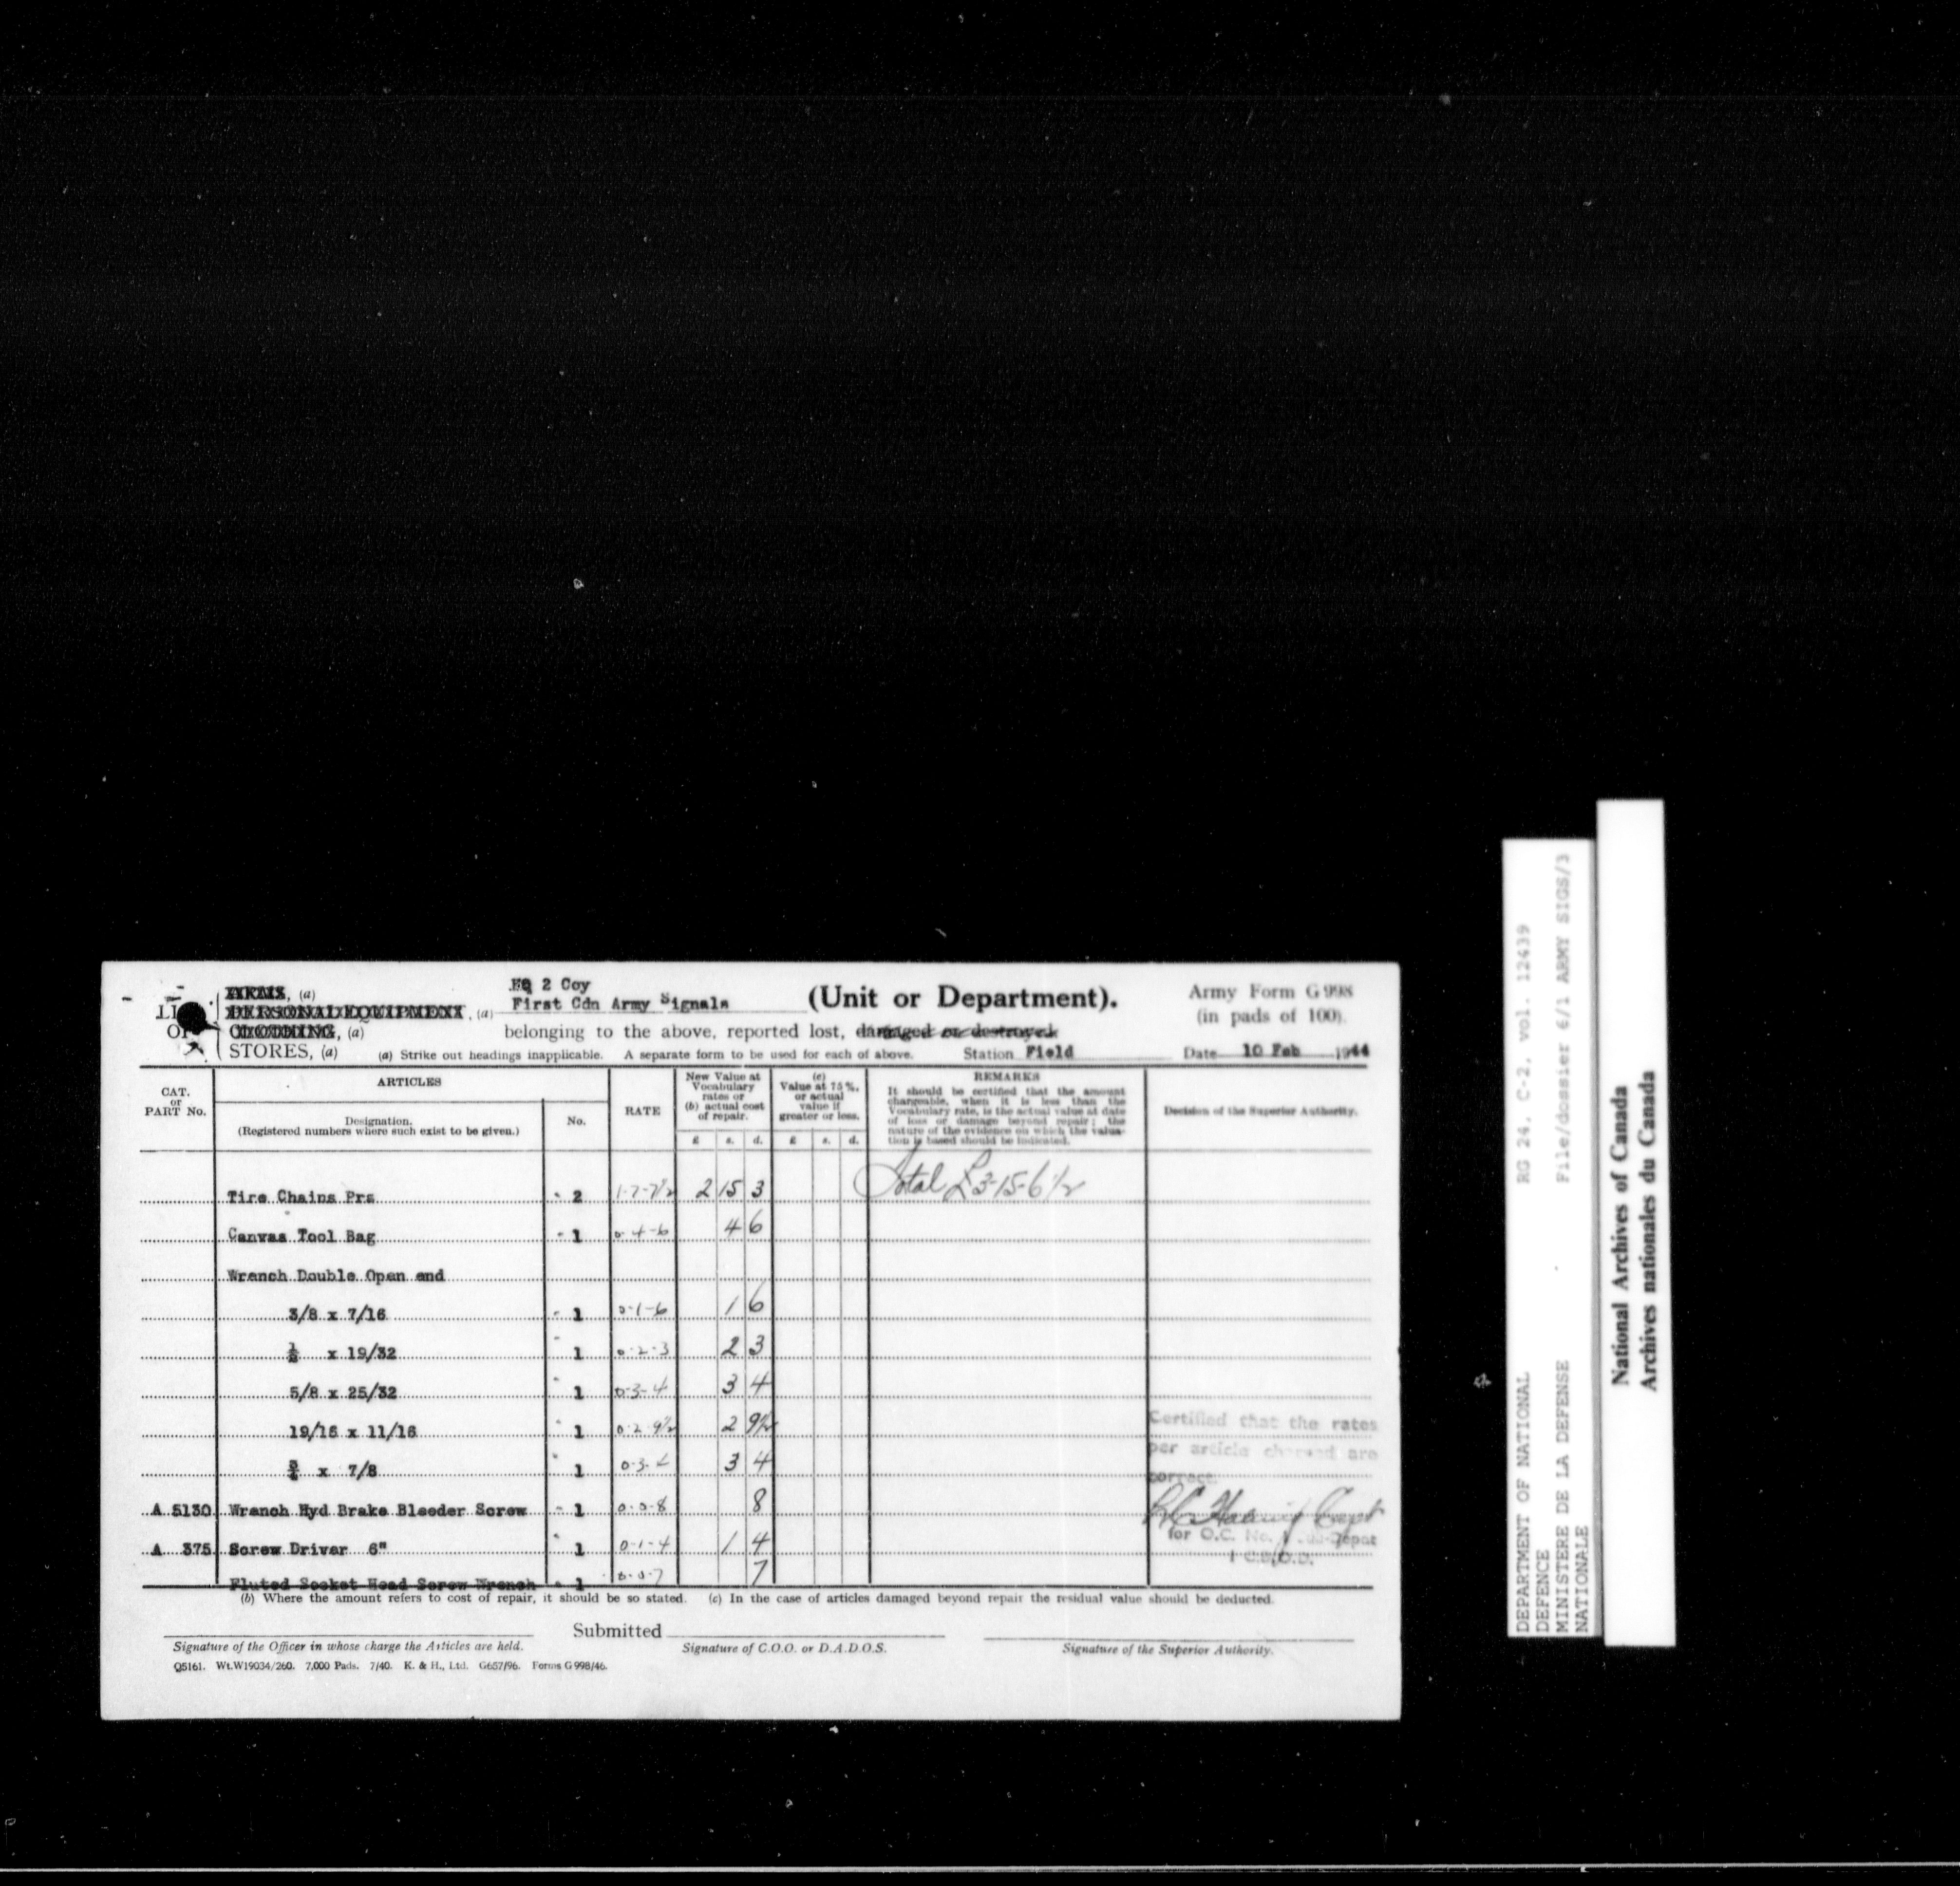 HQ 2 Coy
ARMS, (a)
First Cdn Army Signals (Unit or Department). Army Form G 998
PERSONAL EQUIPMENT, (a) (in pads of 100).
OF CLOTHING, (a) belonging to the above, reported lost, damaged or destroyed
STORES, (a) (a) Strike out headings inapplicable. A separate form to be used for each of above. Station Field Date 10 Feb 1944
CAT. or PART No.
ARTICLES
Designation.
(Registered numbers where such exist to be given.)
No.
RATE
New Value at Vocabulary rates or (b) actual cost of repair.
£ s. d.
(c) Value at 75%. or actual value if greater or less.
£ s. d.
REMARKS
It should be certified that the amount
chargeable, when it is less than the
Vocabulary rate, is the actual value at date
of loss or damage beyond repair; the
nature of the evidence on which the valua-
tion is based should be indicated.
Decision of the Superior Authority.
Tire Chains Prs - 2 1-7-7½ 2 15 3 Total £3-15-6½
Canvas Tool Bag - 1 0-4-6 4 6
Wrench Double Open end
3/8 x 7/16 - 1 0-1-6 1 6
½ x 19/32 " 1 0-2-3 2 3
5/8 x 25/32 " 1 0-3-4 3 4
19/16 x 11/16 " 1 0-2-9½ 2 9½
¾ x 7/8 " 1 0-3-4 3 4
A 5130 Wrench Hyd Brake Bleeder Screw - 1 0-0-8 8
A 375 Screw Driver 6" " 1 0-1-4 1 4
Fluted Socket Head Screw Wrench - 1 0-0-7 7
Certified that the rates
per article charged are
correct.
Capt
for O.C. No. 1 Depot
(b) Where the amount refers to cost of repair, it should be so stated. (c) In the case of articles damaged beyond repair the residual value should be deducted.
Submitted
Signature of the Officer in whose charge the Articles are held. Signature of C.O.O. or D.A.D.O.S. Signature of the Superior Authority.
Q5161. Wt.W19034/260. 7,000 Pads. 7/40. K. & H., Ltd. G657/96. Forms G 998/46.
DEPARTMENT OF NATIONAL RG 24, C-2, vol. 12439
DEFENCE
MINISTERE DE LA DEFENSE File/dossier 6/1 ARMY SIGS/3
NATIONALE
National Archives of Canada
Archives nationales du Canada